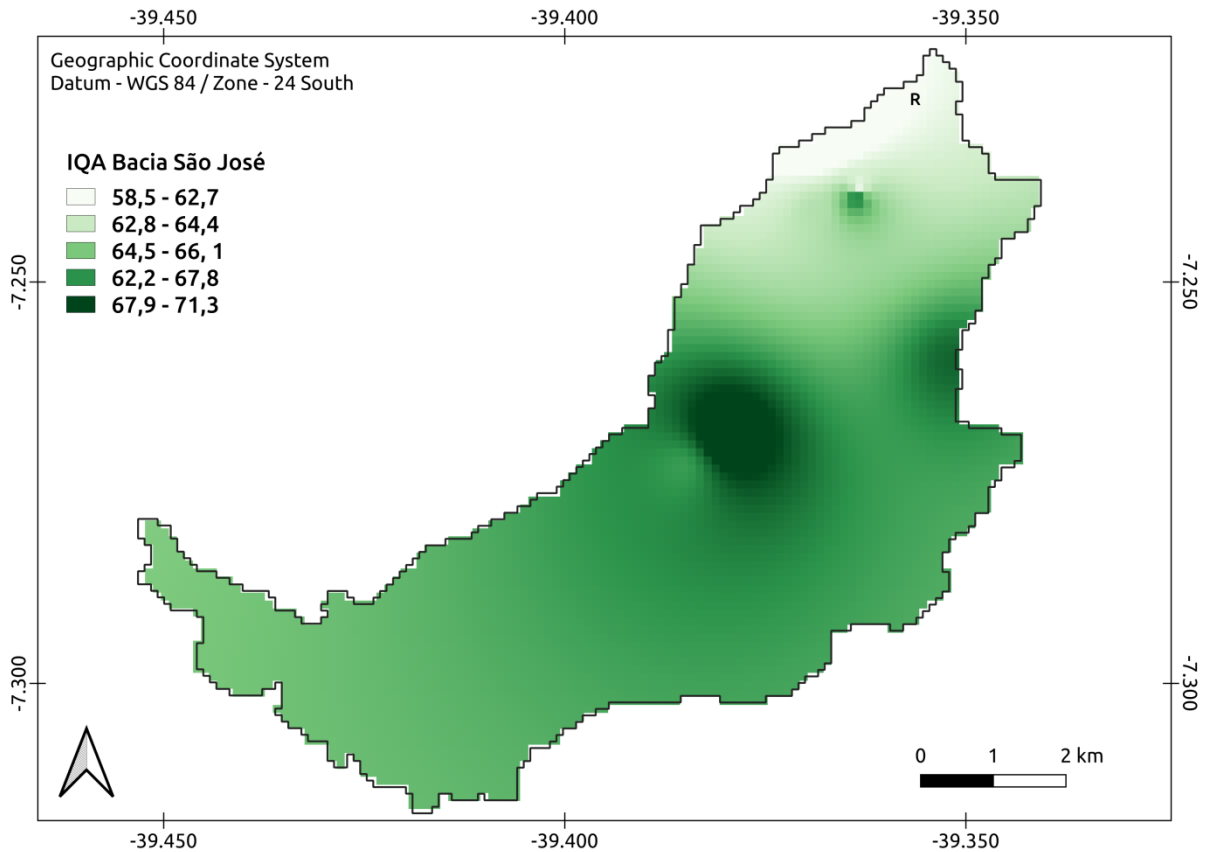 -39.450 -39.400 -39.350
Geographic Coordinate System
Datum - WGS 84 / Zone - 24 South
R
IQA Bacia São José
58,5 - 62,7
62,8 - 64,4
64,5 - 66, 1
62,2 - 67,8
67,9 - 71,3
-7.250 -7.250
-7.300 -7.300
0 1 2 km
-39.450 -39.400 -39.350